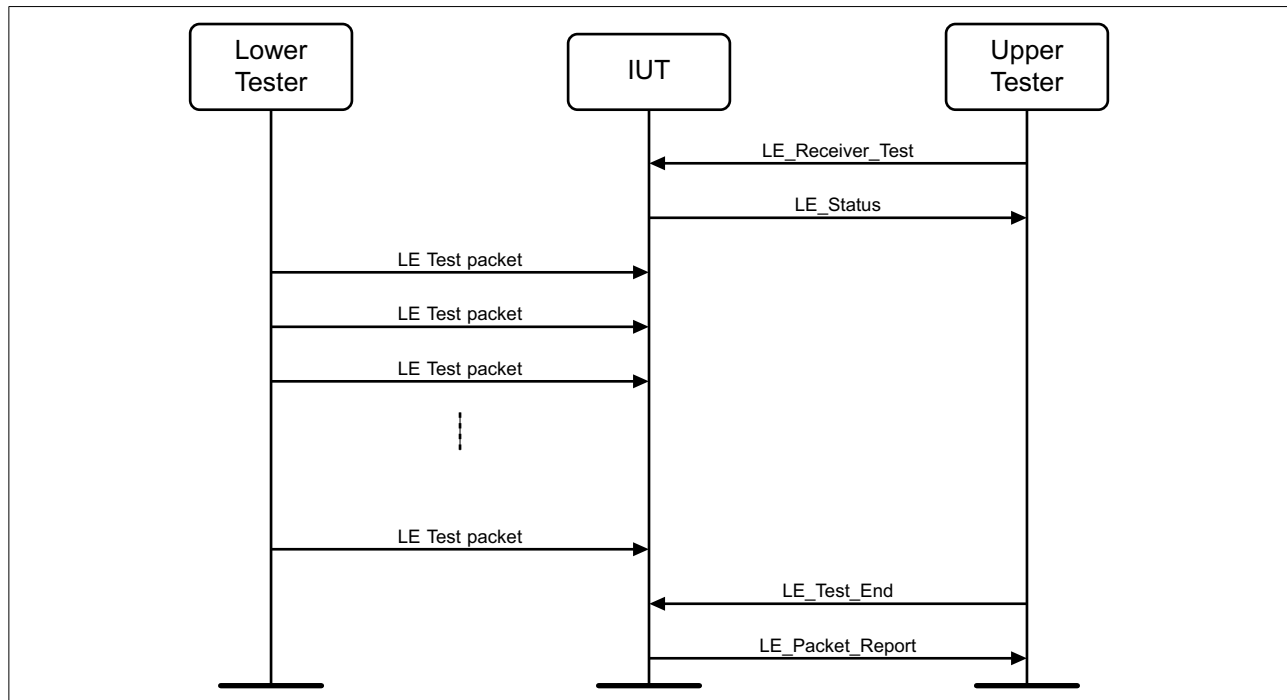 Lower
Tester
IUT
Upper
Tester
LE_Receiver_Test
LE_Status
LE Test packet
LE Test packet
LE Test packet
LE Test packet
LE_Test_End
LE_Packet_Report